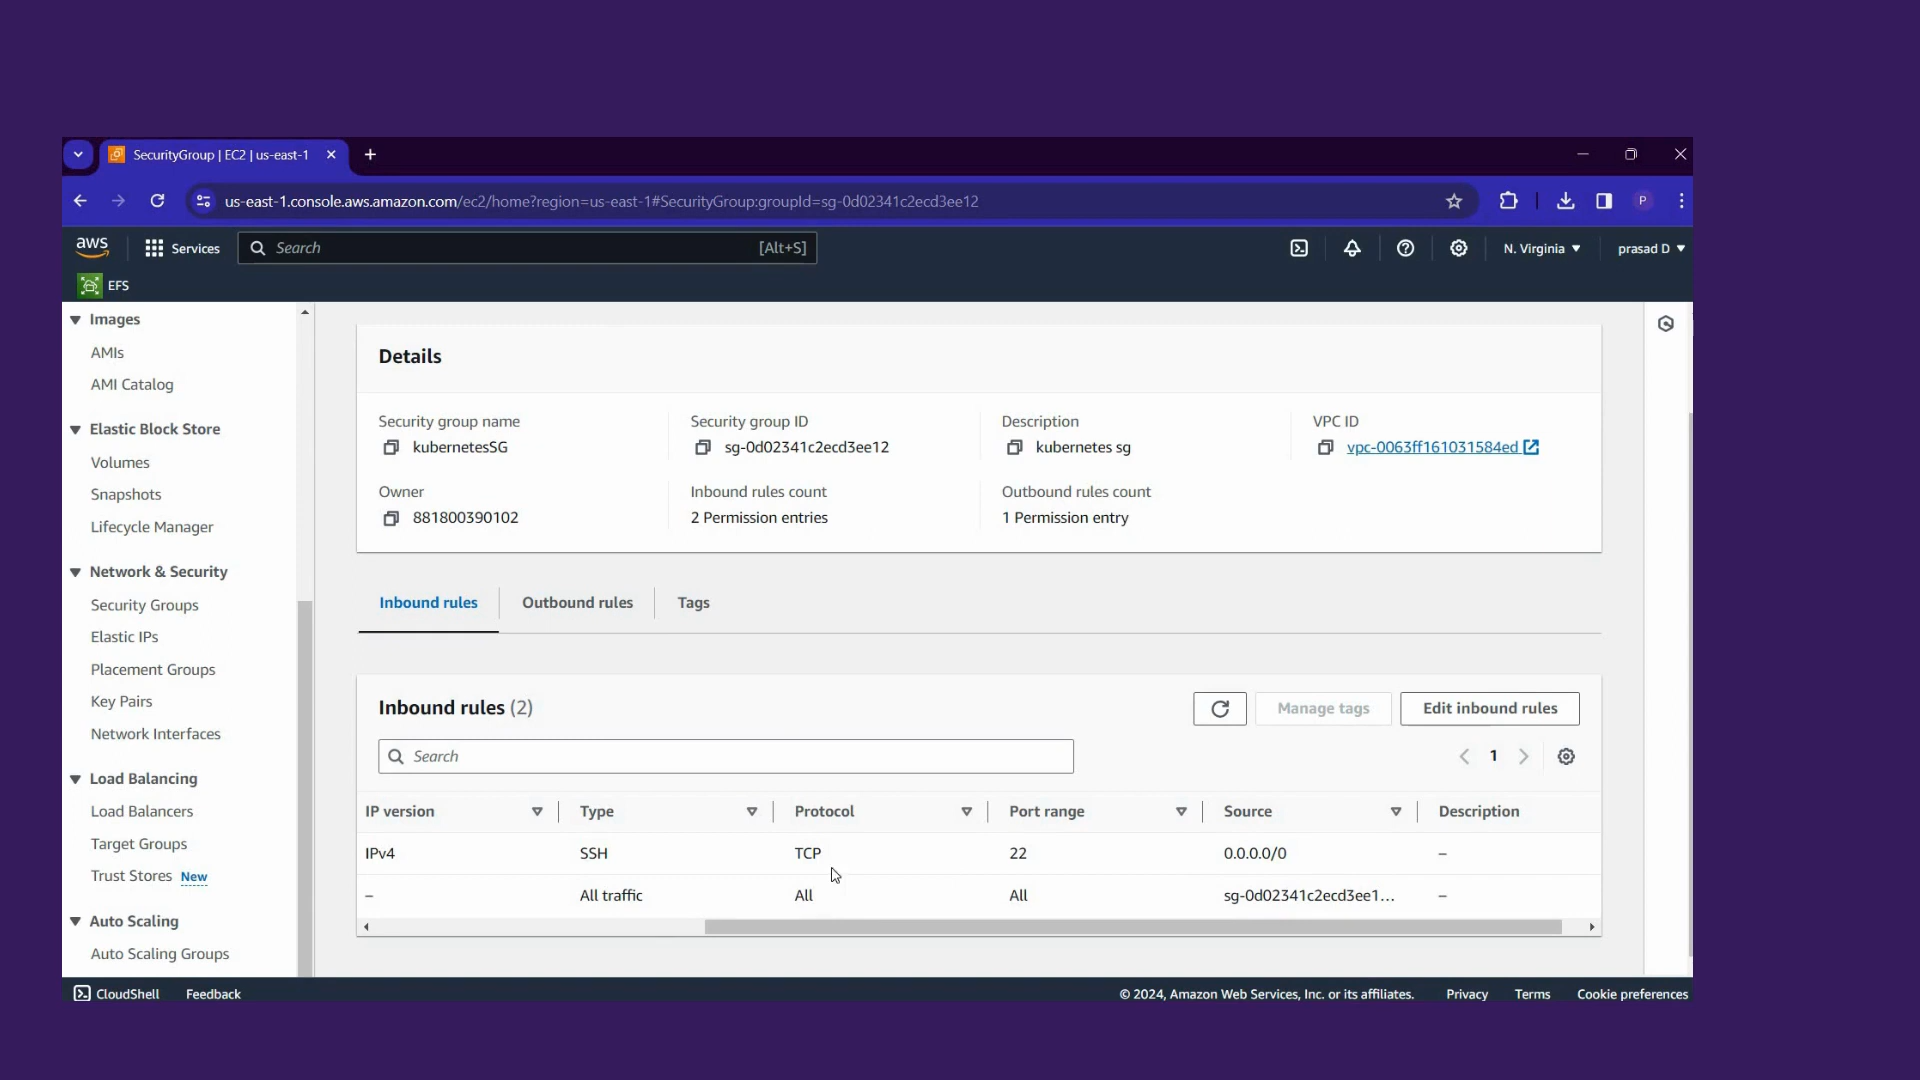 SecurityGroup | EC2 | us-east-1
us-east-1.console.aws.amazon.com/ec2/home?region=us-east-1#SecurityGroup:groupId=sg-0d02341c2ecd3ee12
P
aws
Services
Search
[Alt+S]
N. Virginia
prasad D
EFS
Images
AMIs
AMI Catalog
Elastic Block Store
Volumes
Snapshots
Lifecycle Manager
Network & Security
Security Groups
Elastic IPs
Placement Groups
Key Pairs
Network Interfaces
Load Balancing
Load Balancers
Target Groups
Trust Stores New
Auto Scaling
Auto Scaling Groups
Details
Security group name
kubernetesSG
Security group ID
sg-0d02341c2ecd3ee12
Description
kubernetes sg
VPC ID
vpc-0063ff161031584ed
Owner
881800390102
Inbound rules count
2 Permission entries
Outbound rules count
1 Permission entry
Inbound rules
Outbound rules
Tags
Inbound rules (2)
Manage tags
Edit inbound rules
Search
1
IP version Type Protocol Port range Source Description
IPv4 SSH TCP 22 0.0.0.0/0 –
– All traffic All All sg-0d02341c2ecd3ee1... –
CloudShell
Feedback
© 2024, Amazon Web Services, Inc. or its affiliates.
Privacy
Terms
Cookie preferences